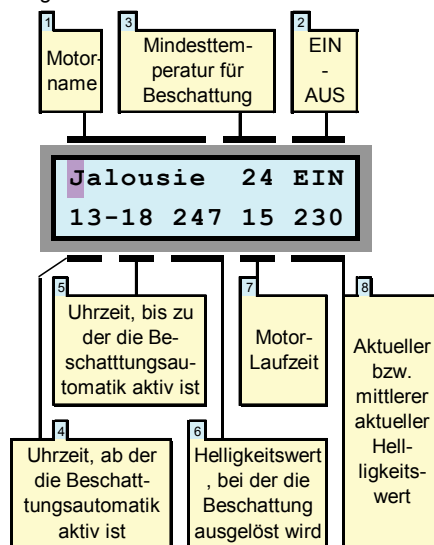 1
Motor-
name
3
Mindesttem-
peratur für
Beschattung
2
EIN
-
AUS
Jalousie 24 EIN
13-18 247 15 230
5
Uhrzeit, bis zu
der die Be-
schatttungsau-
tomatik aktiv ist
7
Motor-
Laufzeit
8
Aktueller
bzw.
mittlerer
aktueller
Hell-
ligkeits-
wert
4
Uhrzeit, ab der
die Beschatt-
tungsautomatik
aktiv ist
6
Helligkeitswert
, bei der die
Beschattung
ausgelöst wird